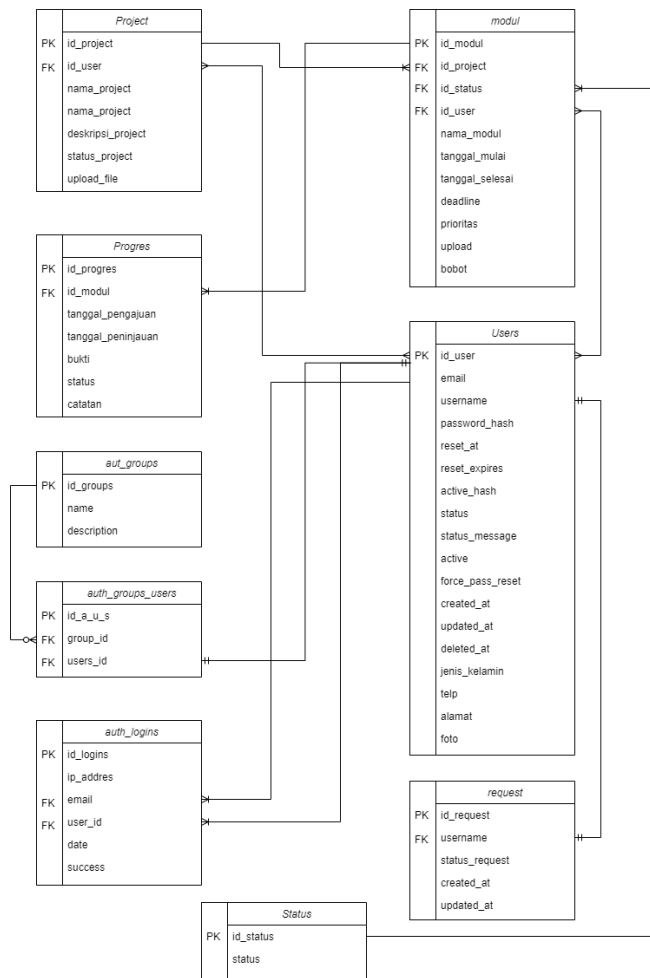 Project
PK id_project
FK id_user
nama_project
nama_project
deskripsi_project
status_project
upload_file
modul
PK id_modul
FK id_project
FK id_status
FK id_user
nama_modul
tanggal_mulai
tanggal_selesai
deadline
prioritas
upload
bobot
Progres
PK id_progres
FK id_modul
tanggal_pengajuan
tanggal_peninjauan
bukti
status
catatan
Users
PK id_user
email
username
password_hash
reset_at
reset_expires
active_hash
status
status_message
active
force_pass_reset
created_at
updated_at
deleted_at
jenis_kelamin
telp
alamat
foto
aut_groups
PK id_groups
name
description
auth_groups_users
PK id_a_u_s
FK group_id
FK users_id
auth_logins
PK id_logins
ip_addres
FK email
FK user_id
date
success
request
PK id_request
FK username
status_request
created_at
updated_at
Status
PK id_status
status